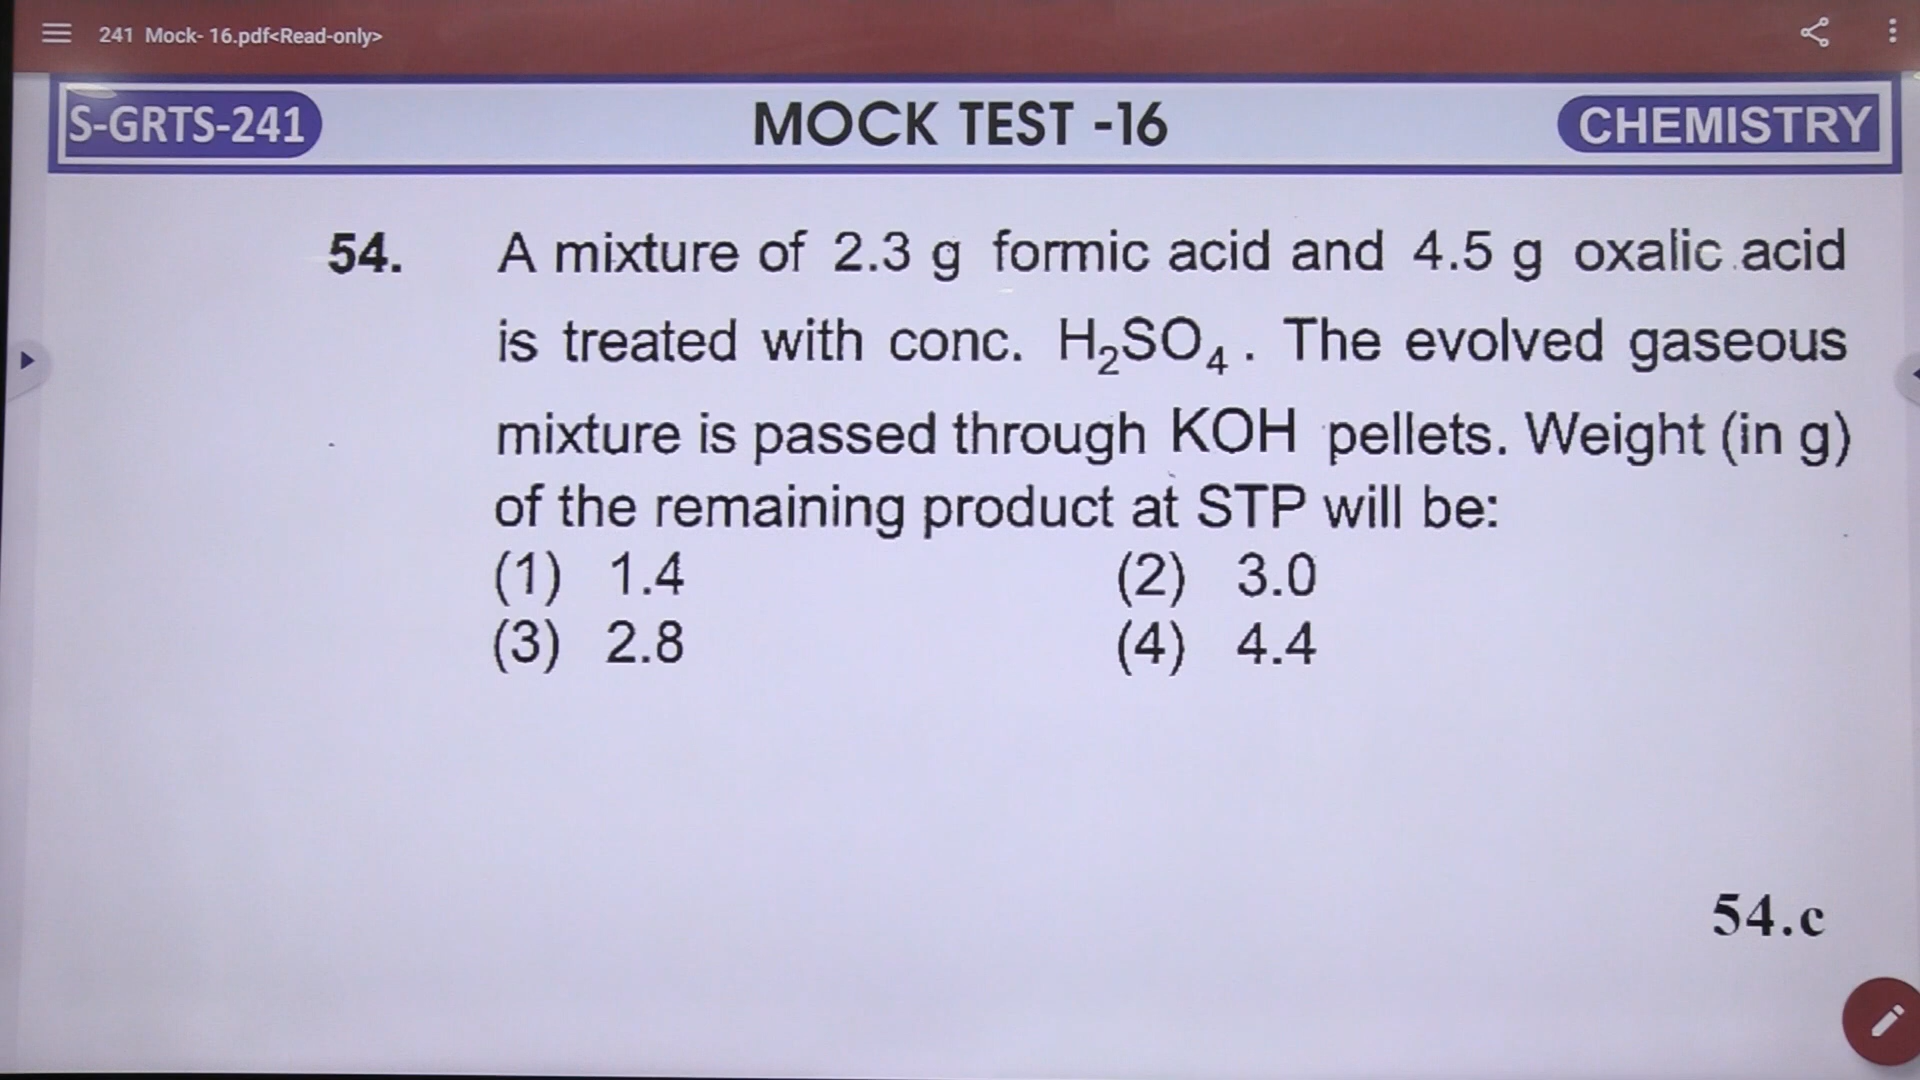 241 Mock- 16.pdf<Read-only>
S-GRTS-241 MOCK TEST -16 CHEMISTRY
54. A mixture of 2.3 g formic acid and 4.5 g oxalic acid
is treated with conc. H₂SO₄. The evolved gaseous
mixture is passed through KOH pellets. Weight (in g)
of the remaining product at STP will be:
(1) 1.4 (2) 3.0
(3) 2.8 (4) 4.4
54.c